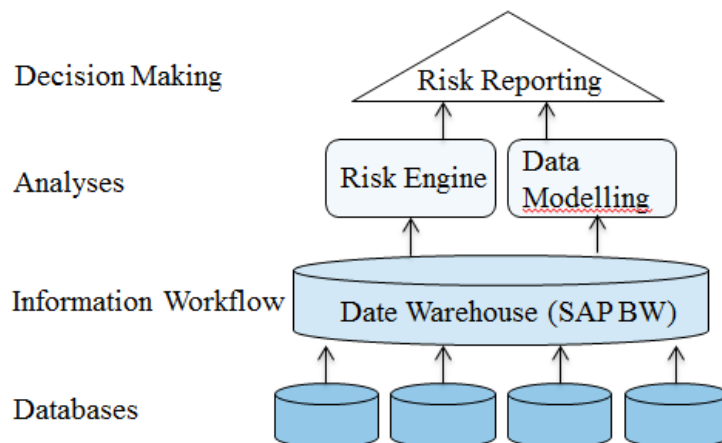 Decision Making
Risk Reporting
Analyses
Risk Engine
Data
Modelling
Information Workflow
Date Warehouse (SAP BW)
Databases